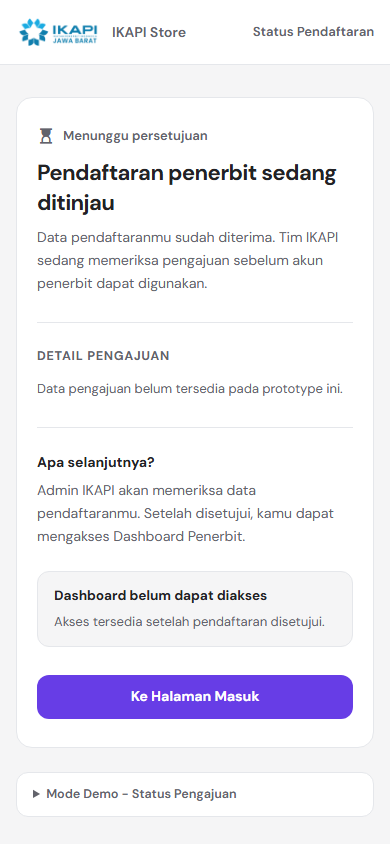 IKAPI
JAWA BARAT
IKAPI Store
Status Pendaftaran
Menunggu persetujuan
Pendaftaran penerbit sedang
ditinjau
Data pendaftaranmu sudah diterima. Tim IKAPI
sedang memeriksa pengajuan sebelum akun
penerbit dapat digunakan.
DETAIL PENGAJUAN
Data pengajuan belum tersedia pada prototype ini.
Apa selanjutnya?
Admin IKAPI akan memeriksa data
pendaftaranmu. Setelah disetujui, kamu dapat
mengakses Dashboard Penerbit.
Dashboard belum dapat diakses
Akses tersedia setelah pendaftaran disetujui.
Ke Halaman Masuk
Mode Demo - Status Pengajuan